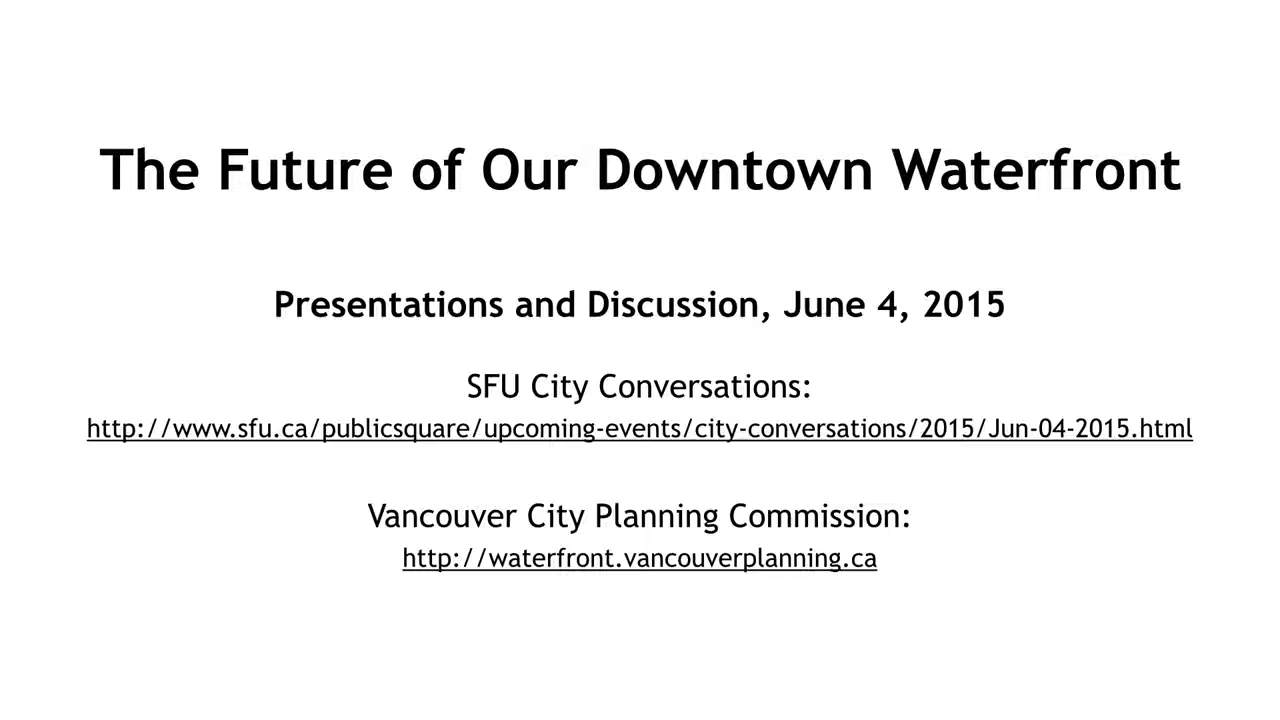 The Future of Our Downtown Waterfront
Presentations and Discussion, June 4, 2015
SFU City Conversations:
http://www.sfu.ca/publicsquare/upcoming-events/city-conversations/2015/Jun-04-2015.html
Vancouver City Planning Commission:
http://waterfront.vancouverplanning.ca